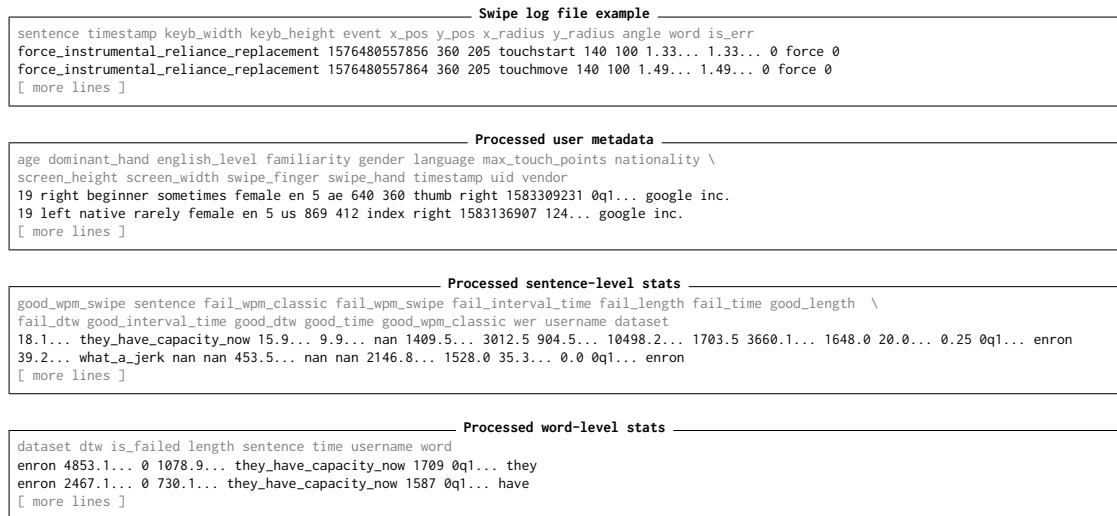 Swipe log file example
sentence timestamp keyb_width keyb_height event x_pos y_pos x_radius y_radius angle word is_err
force_instrumental_reliance_replacement 1576480557856 360 205 touchstart 140 100 1.33... 1.33... 0 force 0
force_instrumental_reliance_replacement 1576480557864 360 205 touchmove 140 100 1.49... 1.49... 0 force 0
[ more lines ]
Processed user metadata
age dominant_hand english_level familiarity gender language max_touch_points nationality \
screen_height screen_width swipe_finger swipe_hand timestamp uid vendor
19 right beginner sometimes female en 5 ae 640 360 thumb right 1583309231 0q1... google inc.
19 left native rarely female en 5 us 869 412 index right 1583136907 124... google inc.
[ more lines ]
Processed sentence-level stats
good_wpm_swipe sentence fail_wpm_classic fail_wpm_swipe fail_interval_time fail_length fail_time good_length \
fail_dtw good_interval_time good_dtw good_time good_wpm_classic wer username dataset
18.1... they_have_capacity_now 15.9... 9.9... nan 1409.5... 3012.5 904.5... 10498.2... 1703.5 3660.1... 1648.0 20.0... 0.25 0q1... enron
39.2... what_a_jerk nan nan 453.5... nan nan 2146.8... 1528.0 35.3... 0.0 0q1... enron
[ more lines ]
Processed word-level stats
dataset dtw is_failed length sentence time username word
enron 4853.1... 0 1078.9... they_have_capacity_now 1709 0q1... they
enron 2467.1... 0 730.1... they_have_capacity_now 1587 0q1... have
[ more lines ]